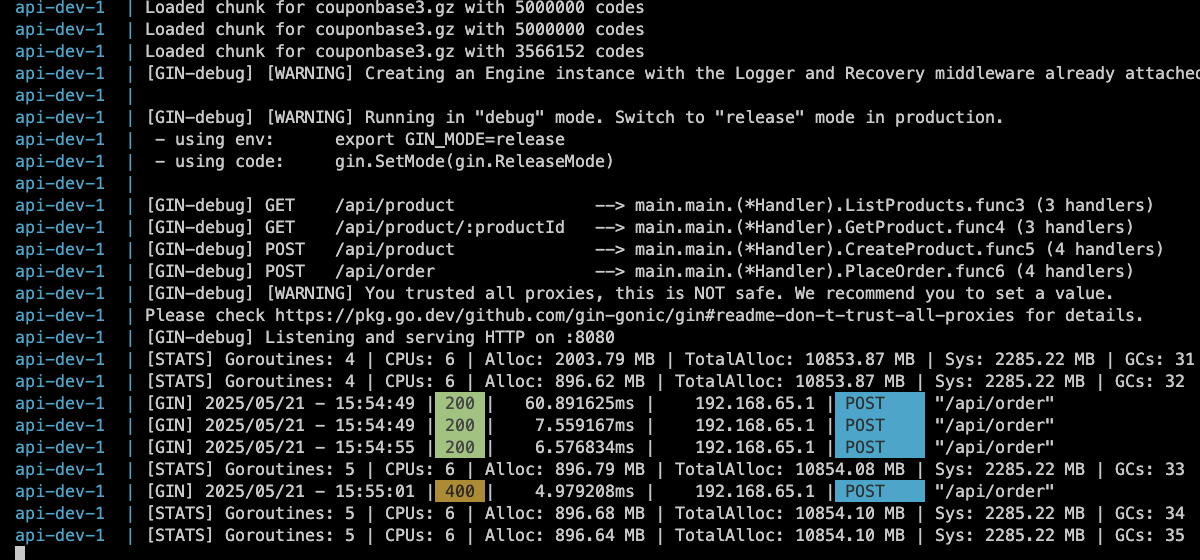 api-dev-1  | Loaded chunk for couponbase3.gz with 5000000 codes
api-dev-1  | Loaded chunk for couponbase3.gz with 5000000 codes
api-dev-1  | Loaded chunk for couponbase3.gz with 3566152 codes
api-dev-1  | [GIN-debug] [WARNING] Creating an Engine instance with the Logger and Recovery middleware already attached
api-dev-1  |
api-dev-1  | [GIN-debug] [WARNING] Running in "debug" mode. Switch to "release" mode in production.
api-dev-1  |  - using env:     export GIN_MODE=release
api-dev-1  |  - using code:    gin.SetMode(gin.ReleaseMode)
api-dev-1  |
api-dev-1  | [GIN-debug] GET    /api/product              --> main.main.(*Handler).ListProducts.func3 (3 handlers)
api-dev-1  | [GIN-debug] GET    /api/product/:productId   --> main.main.(*Handler).GetProduct.func4 (3 handlers)
api-dev-1  | [GIN-debug] POST   /api/product              --> main.main.(*Handler).CreateProduct.func5 (4 handlers)
api-dev-1  | [GIN-debug] POST   /api/order                --> main.main.(*Handler).PlaceOrder.func6 (4 handlers)
api-dev-1  | [GIN-debug] [WARNING] You trusted all proxies, this is NOT safe. We recommend you to set a value.
api-dev-1  | Please check https://pkg.go.dev/github.com/gin-gonic/gin#readme-don-t-trust-all-proxies for details.
api-dev-1  | [GIN-debug] Listening and serving HTTP on :8080
api-dev-1  | [STATS] Goroutines: 4 | CPUs: 6 | Alloc: 2003.79 MB | TotalAlloc: 10853.87 MB | Sys: 2285.22 MB | GCs: 31
api-dev-1  | [STATS] Goroutines: 4 | CPUs: 6 | Alloc: 896.62 MB | TotalAlloc: 10853.87 MB | Sys: 2285.22 MB | GCs: 32
api-dev-1  | [GIN] 2025/05/21 - 15:54:49 | 200 |   60.891625ms |    192.168.65.1 | POST     "/api/order"
api-dev-1  | [GIN] 2025/05/21 - 15:54:49 | 200 |    7.559167ms |    192.168.65.1 | POST     "/api/order"
api-dev-1  | [GIN] 2025/05/21 - 15:54:55 | 200 |    6.576834ms |    192.168.65.1 | POST     "/api/order"
api-dev-1  | [STATS] Goroutines: 5 | CPUs: 6 | Alloc: 896.79 MB | TotalAlloc: 10854.08 MB | Sys: 2285.22 MB | GCs: 33
api-dev-1  | [GIN] 2025/05/21 - 15:55:01 | 400 |    4.979208ms |    192.168.65.1 | POST     "/api/order"
api-dev-1  | [STATS] Goroutines: 5 | CPUs: 6 | Alloc: 896.68 MB | TotalAlloc: 10854.10 MB | Sys: 2285.22 MB | GCs: 34
api-dev-1  | [STATS] Goroutines: 5 | CPUs: 6 | Alloc: 896.64 MB | TotalAlloc: 10854.10 MB | Sys: 2285.22 MB | GCs: 35